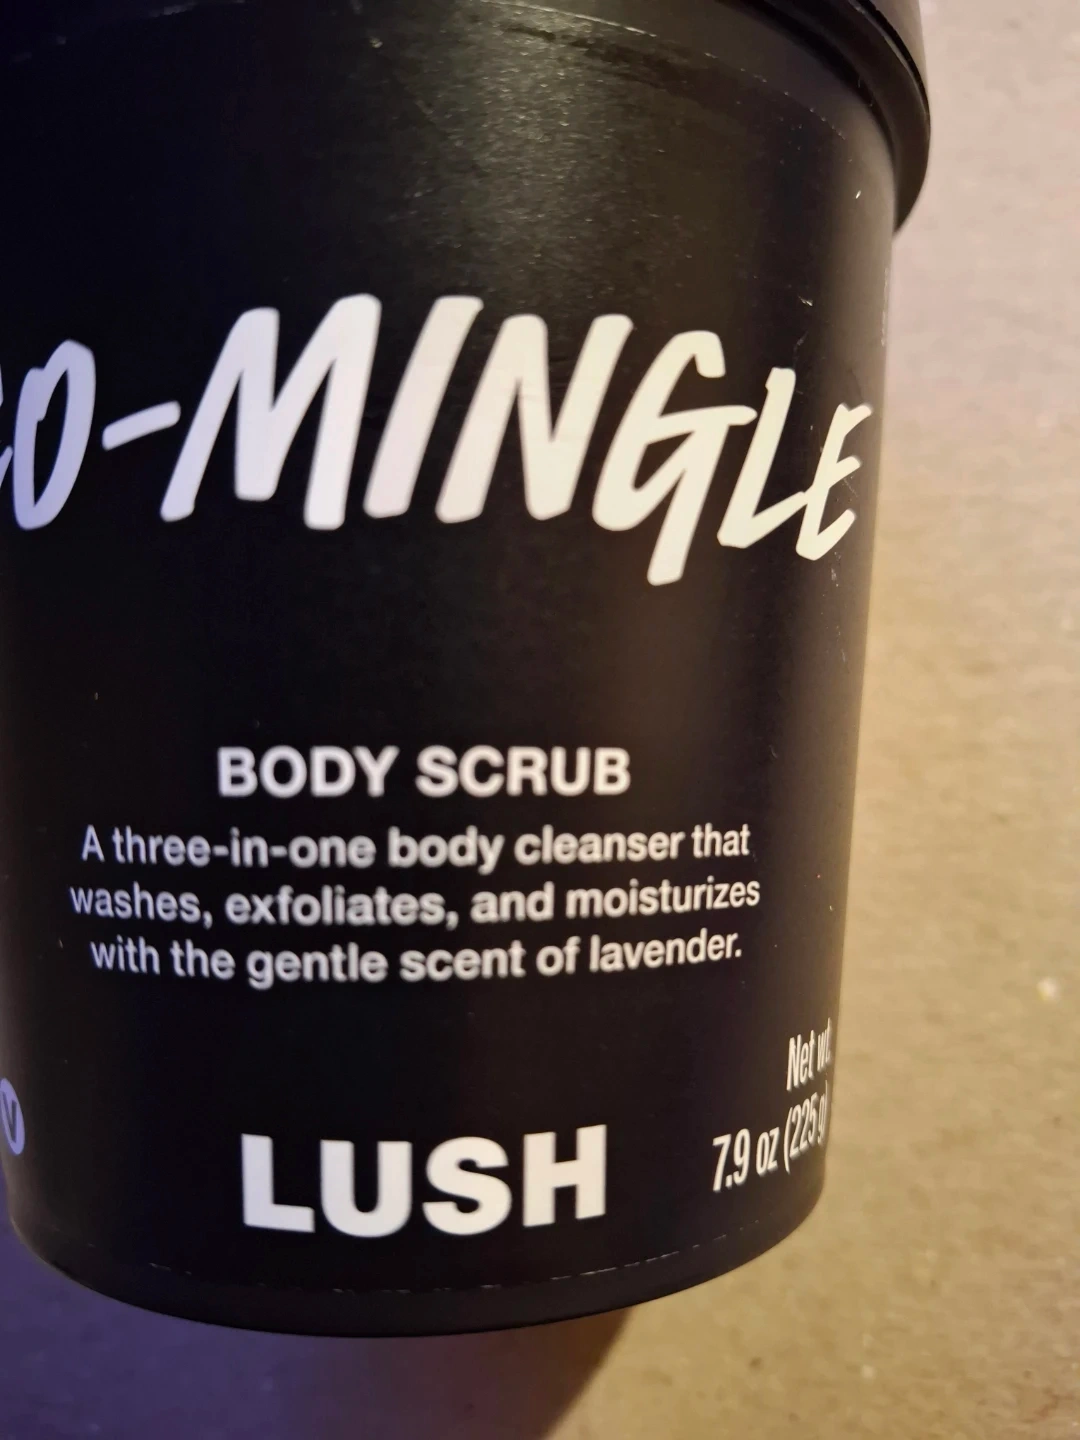 O-MINGLE
BODY SCRUB
A three-in-one body cleanser that
washes, exfoliates, and moisturizes
with the gentle scent of lavender.
Net wt.
7.9 oz (225 g)
V
LUSH